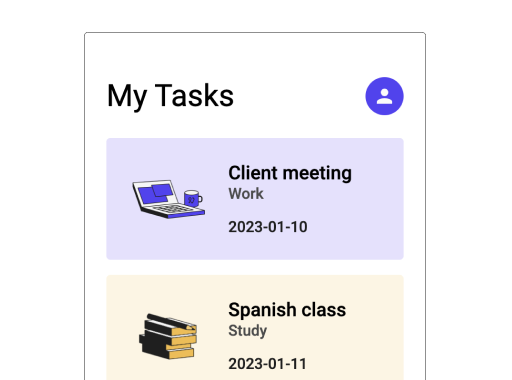 My Tasks
Client meeting
Work
2023-01-10
Spanish class
Study
2023-01-11